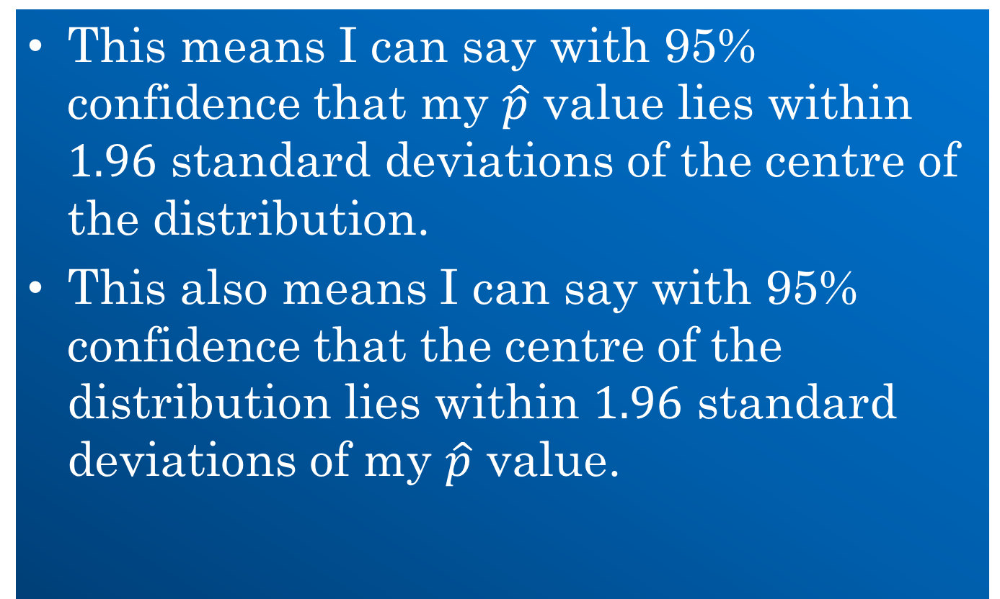 • This means I can say with 95%
confidence that my p̂ value lies within
1.96 standard deviations of the centre of
the distribution.
• This also means I can say with 95%
confidence that the centre of the
distribution lies within 1.96 standard
deviations of my p̂ value.